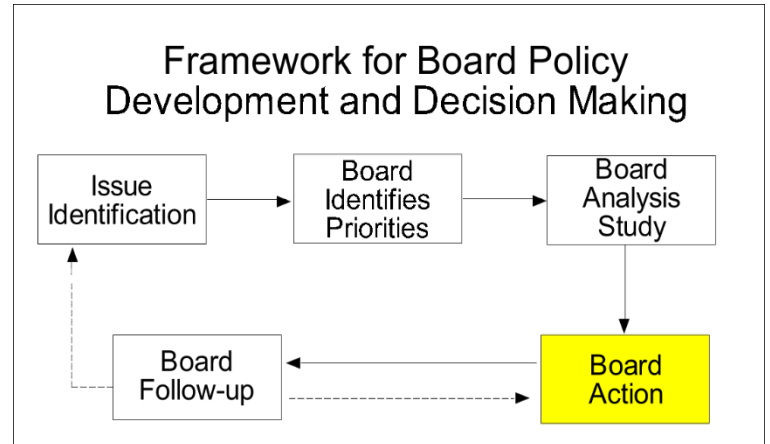 Framework for Board Policy
Development and Decision Making
Issue
Identification
Board
Identifies
Priorities
Board
Analysis
Study
Board
Follow-up
Board
Action